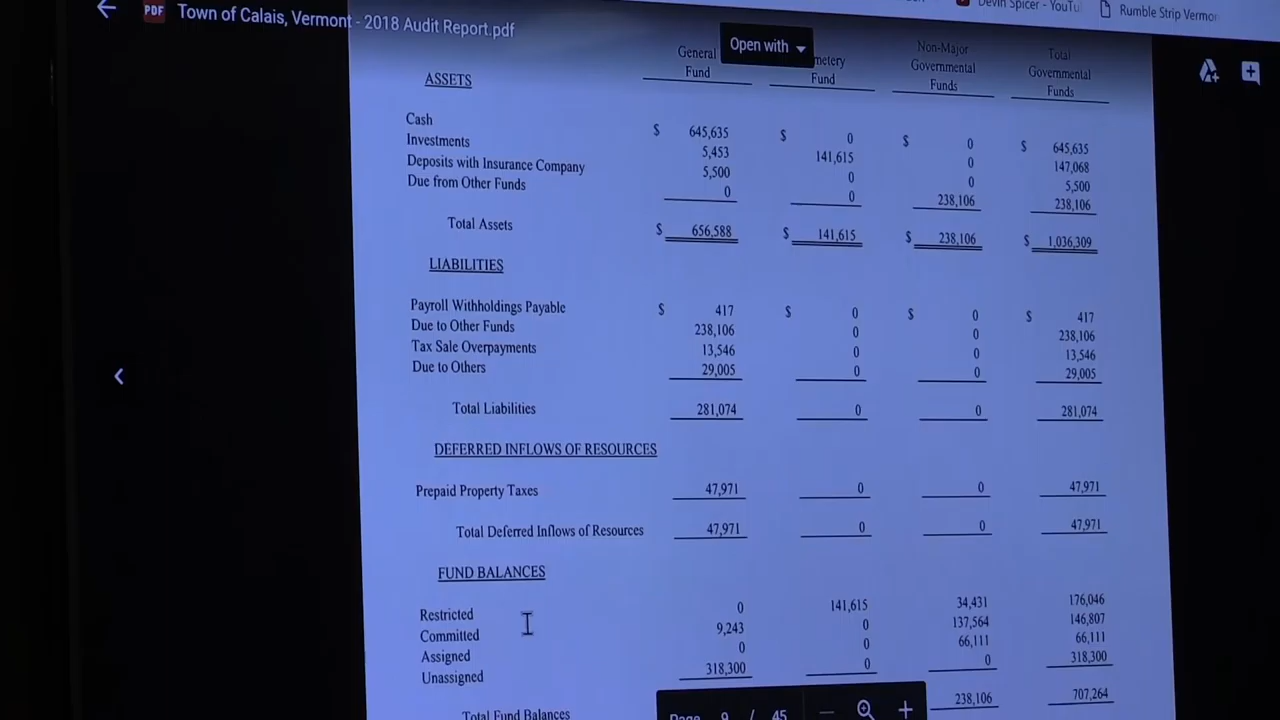 Devin Spicer - YouTu Rumble Strip Vermon
PDF Town of Calais, Vermont - 2018 Audit Report.pdf
Open with
General Fund metery Fund Non-Major Governmental Funds Total Governmental Funds
ASSETS
Cash $ 645,635 $ 0 $ 0 $ 645,635
Investments 5,453 141,615 0 147,068
Deposits with Insurance Company 5,500 0 0 5,500
Due from Other Funds 0 0 238,106 238,106
Total Assets $ 656,588 $ 141,615 $ 238,106 $ 1,036,309
LIABILITIES
Payroll Withholdings Payable $ 417 $ 0 $ 0 $ 417
Due to Other Funds 238,106 0 0 238,106
Tax Sale Overpayments 13,546 0 0 13,546
Due to Others 29,005 0 0 29,005
Total Liabilities 281,074 0 0 281,074
DEFERRED INFLOWS OF RESOURCES
Prepaid Property Taxes 47,971 0 0 47,971
Total Deferred Inflows of Resources 47,971 0 0 47,971
FUND BALANCES
Restricted 0 141,615 34,431 176,046
Committed 9,243 0 137,564 146,807
Assigned 0 0 66,111 66,111
Unassigned 318,300 0 0 318,300
Total Fund Balances 238,106 707,264
Page 9 / 45